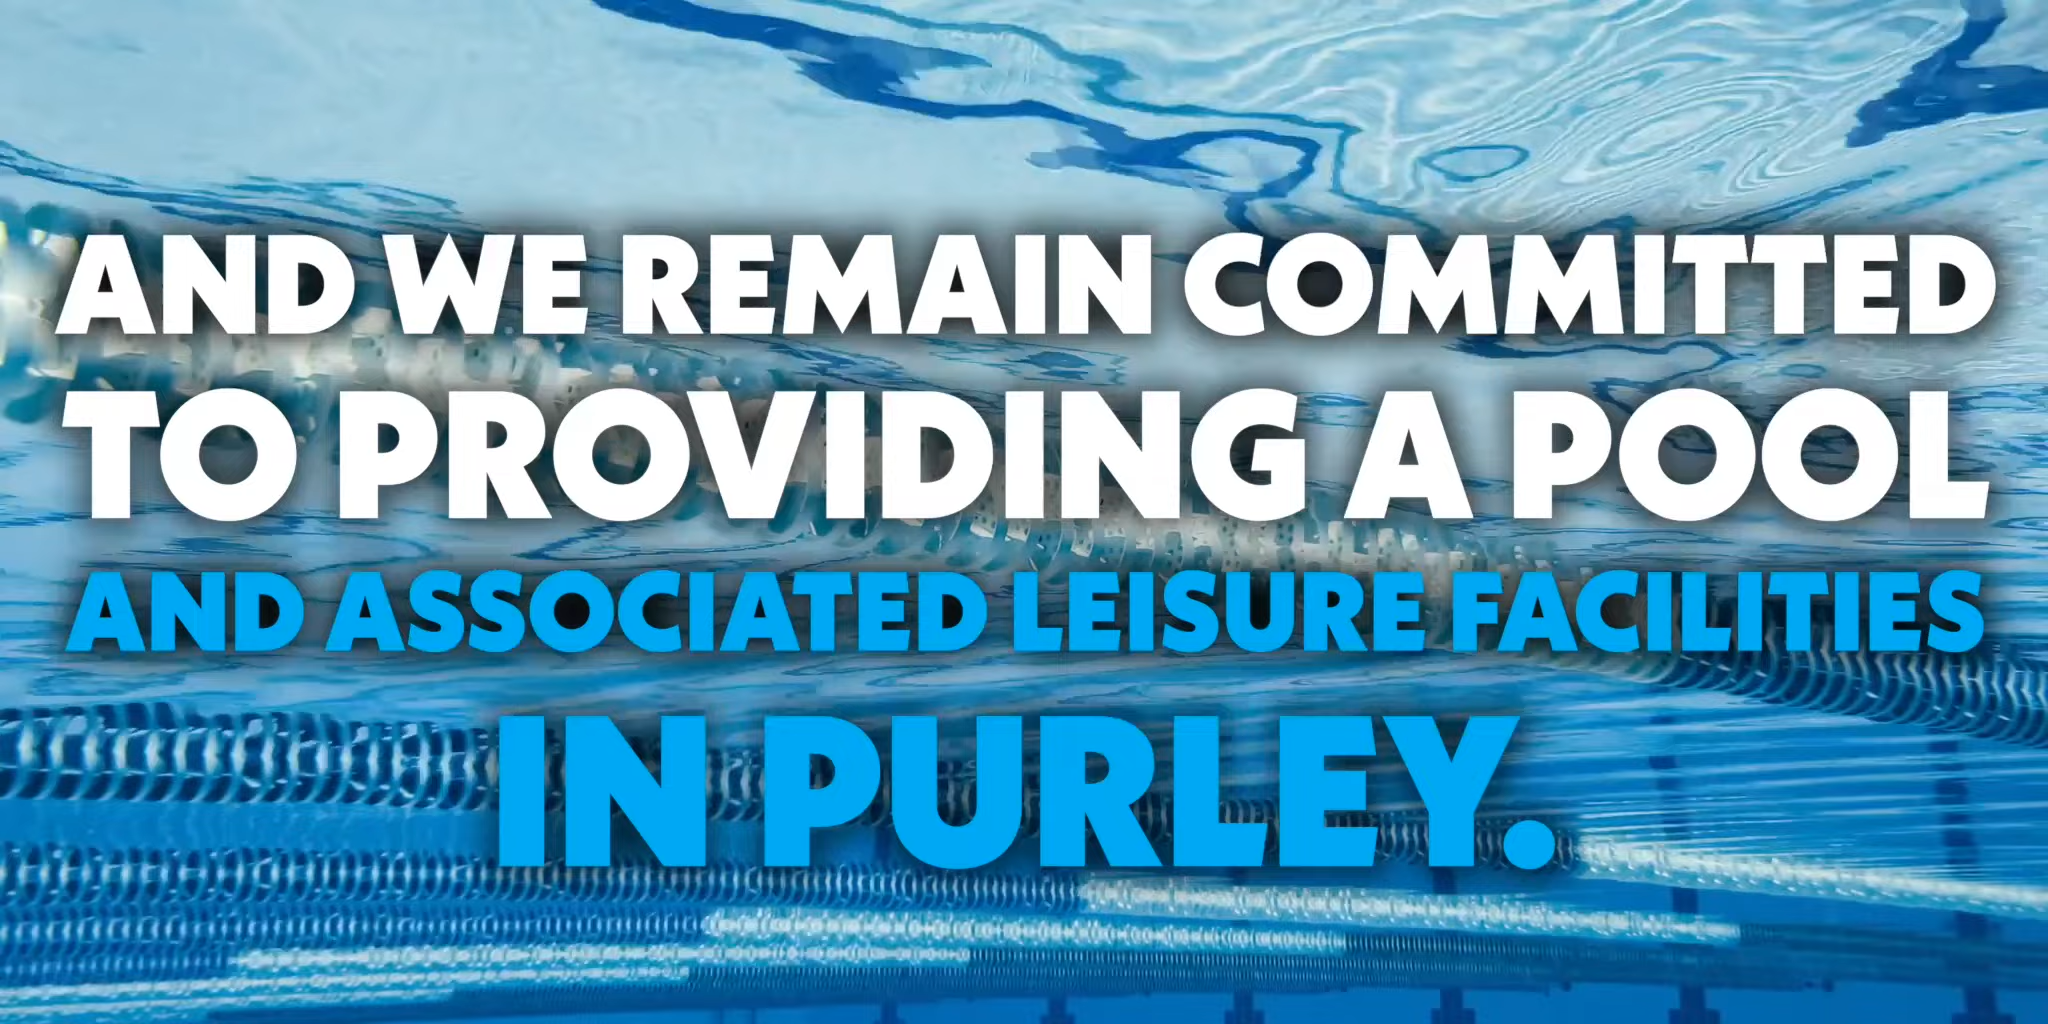 AND WE REMAIN COMMITTED
TO PROVIDING A POOL
AND ASSOCIATED LEISURE FACILITIES
IN PURLEY.